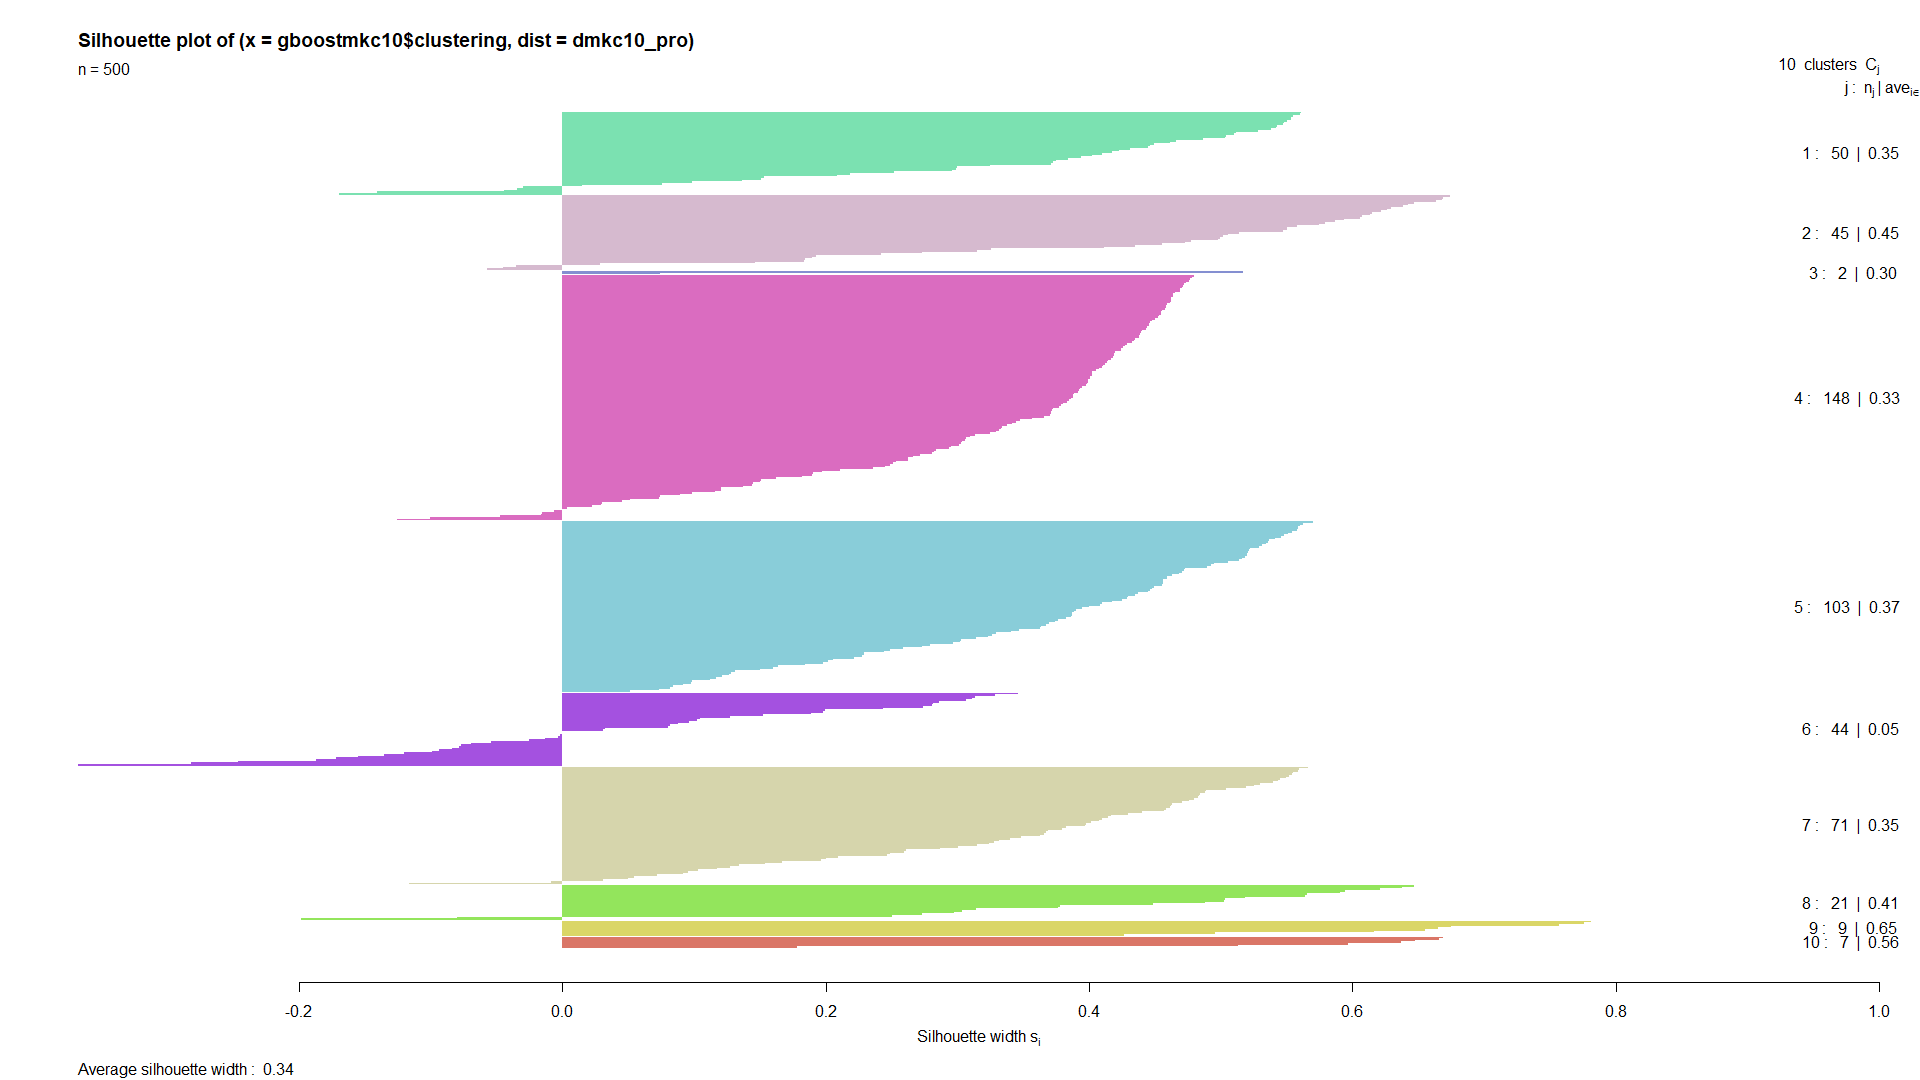 Silhouette plot of (x = gboostmkc10$clustering, dist = dmkc10_pro)
n = 500
10 clusters Cj
j : nj | avei∈
1 : 50 | 0.35
2 : 45 | 0.45
3 : 2 | 0.30
4 : 148 | 0.33
5 : 103 | 0.37
6 : 44 | 0.05
7 : 71 | 0.35
8 : 21 | 0.41
9 : 9 | 0.65
10 : 7 | 0.56
-0.2 0.0 0.2 0.4 0.6 0.8 1.0
Silhouette width si
Average silhouette width : 0.34